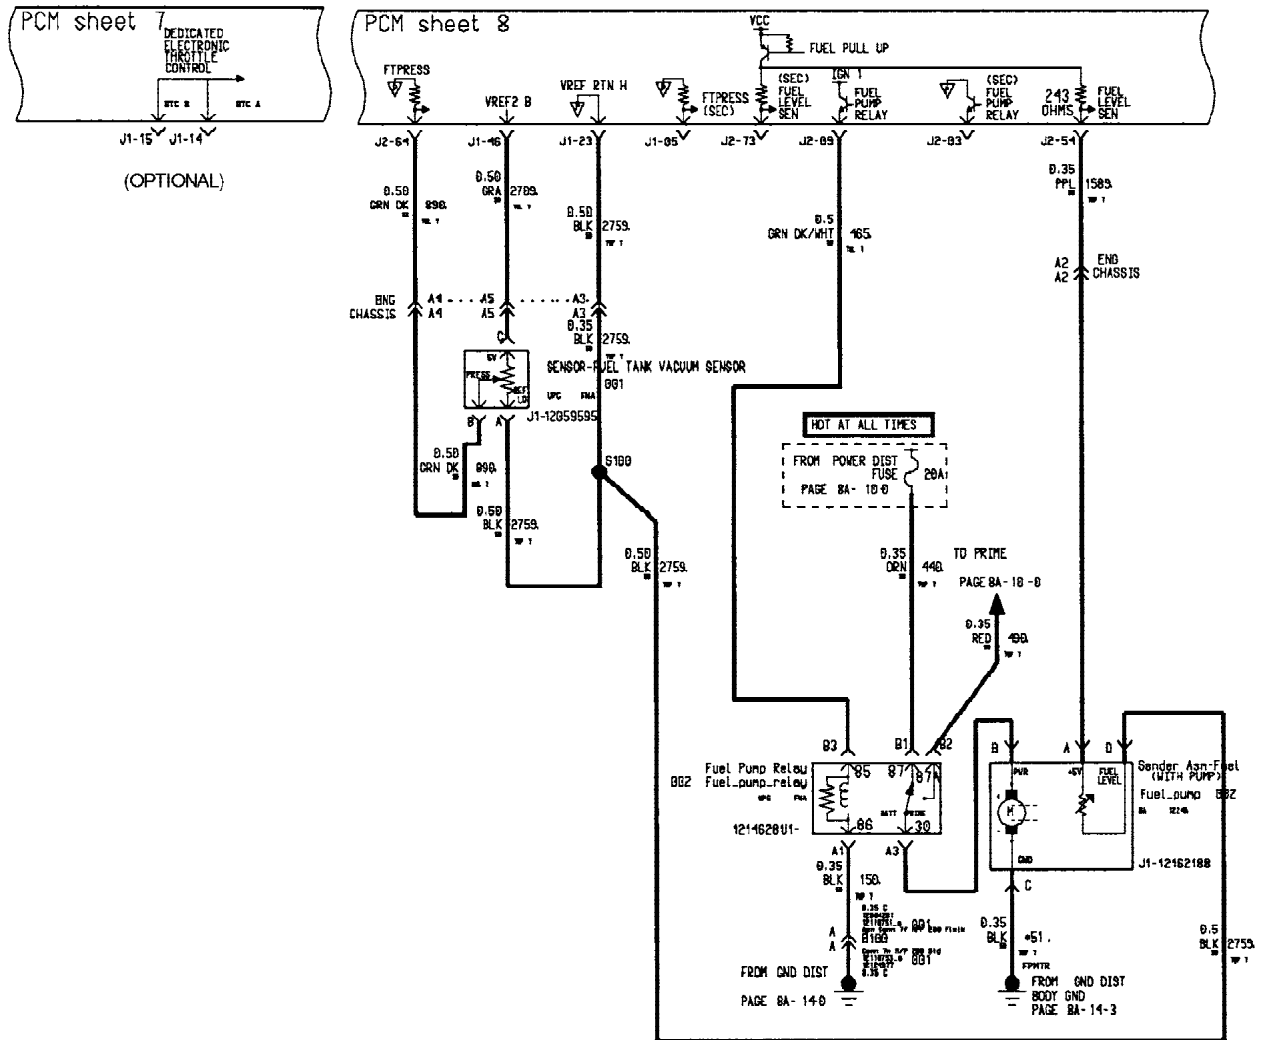 PCM sheet 7
DEDICATED
ELECTRONIC
THROTTLE
CONTROL
J1-15
J1-14
(OPTIONAL)
PCM sheet 8
VCC
FUEL PULL UP
FTPRESS
VREF2 B
VREF RTN H
FTPRESS
(SEC)
(SEC)
FUEL
LEVEL
SEN
IGN 1
FUEL
PUMP
RELAY
(SEC)
FUEL
PUMP
RELAY
243
OHMS
FUEL
LEVEL
SEN
J2-64
J1-46
J1-23
J1-05
J2-73
J2-09
J2-03
J2-54
0.50
GRN DK
890.
0.50
GRA
2709.
0.50
BLK
2759.
0.5
GRN DK/WHT
465.
0.35
PPL
1589.
A2
A2
ENG
CHASSIS
ENG
CHASSIS
A4
A4
A5
A5
A3
A3
0.35
BLK
2759.
C
5V
PRESS
SENSOR-FUEL TANK VACUUM SENSOR
001
J1-12059595
B
A
0.50
GRN DK
890.
S180
0.50
BLK
2759.
0.50
BLK
2759.
HOT AT ALL TIMES
FROM POWER DIST
FUSE
20A
PAGE 8A- 10-0
0.35
ORN
440.
TO PRIME
PAGE 8A-10 -0
0.35
RED
490.
B3
B1
B2
B
A
D
Fuel Pump Relay
002 Fuel_pump_relay
85
87
87A
BATT
PRIME
86
30
A1
A3
PWR
+5V
FUEL
LEVEL
M
GND
C
Sender Asm-Fuel
(WITH PUMP)
Fuel_pump 002
J1-12162188
0.35
BLK
150.
A
A
001
001
FROM GND DIST
PAGE 8A- 14-0
0.35
BLK
FPMTR
FROM GND DIST
BODY GND
PAGE 8A- 14-3
0.5
BLK
2759.